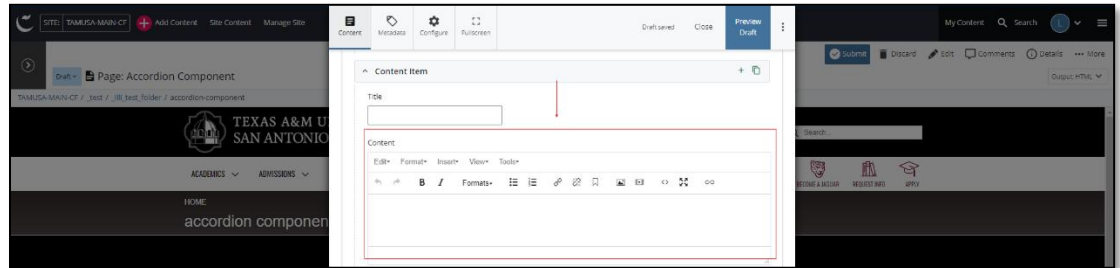 SITE: TAMUSA-MAIN-CF Add Content Site Content Manage Site
My Content Search L
Content Metadata Configure Fullscreen Draft saved Close Preview Draft
Submit Discard Edit Comments Details More
Draft Page: Accordion Component
Output: HTML
TAMUSA-MAIN-CF / _test / _lili_test_folder / accordion-component
Content Item
Title
TEXAS A&M U
SAN ANTONIO
Search...
Content
Edit Format Insert View Tools
B I Formats
ACADEMICS ADMISSIONS
BECOME A JAGUAR REQUEST INFO APPLY
HOME
accordion componen